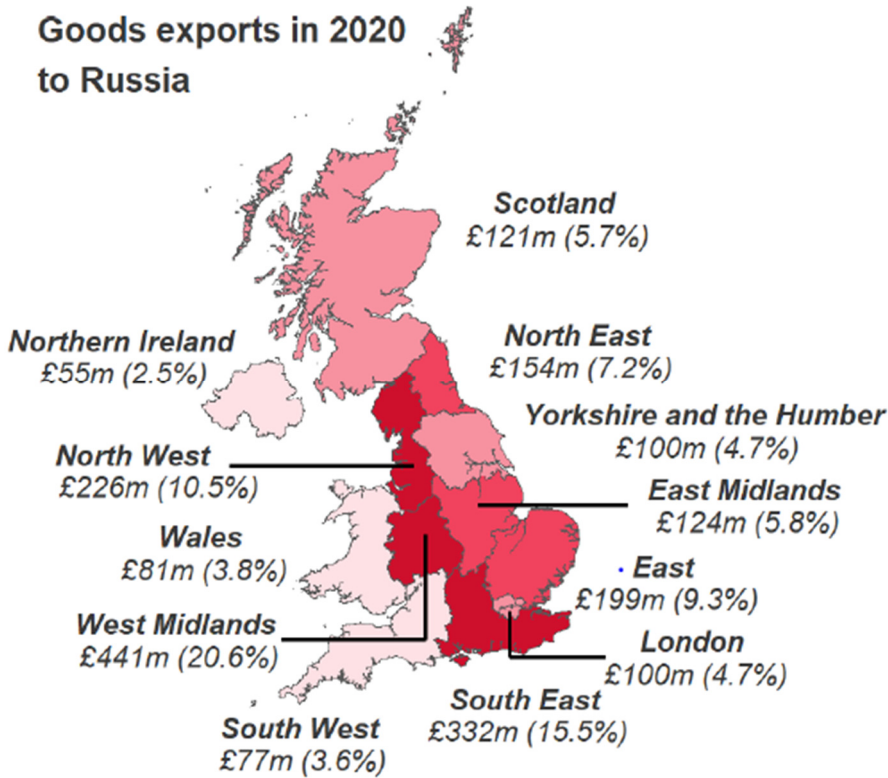 Goods exports in 2020
to Russia
Scotland
£121m (5.7%)
Northern Ireland
£55m (2.5%)
North East
£154m (7.2%)
Yorkshire and the Humber
£100m (4.7%)
North West
£226m (10.5%)
East Midlands
£124m (5.8%)
Wales
£81m (3.8%)
East
£199m (9.3%)
West Midlands
£441m (20.6%)
London
£100m (4.7%)
South East
£332m (15.5%)
South West
£77m (3.6%)